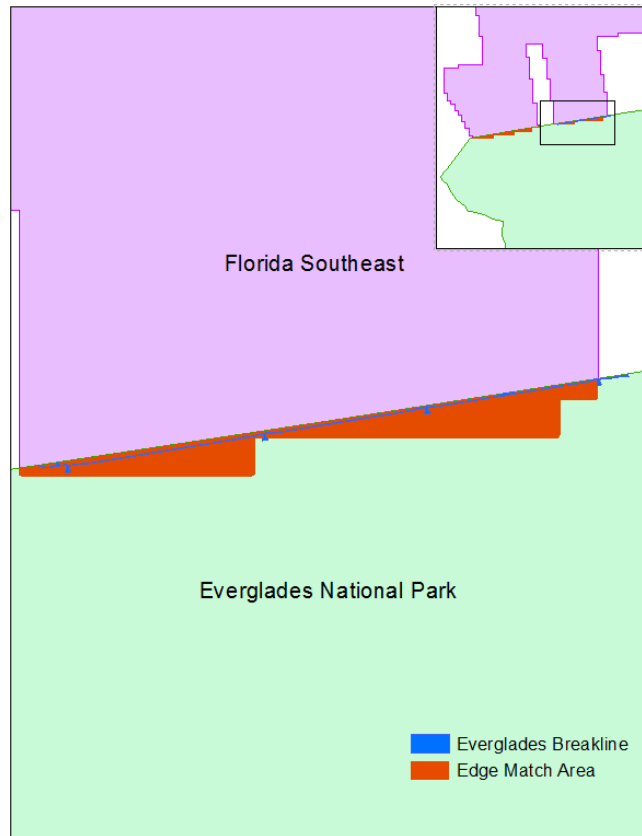 Florida Southeast
Everglades National Park
Everglades Breakline
Edge Match Area